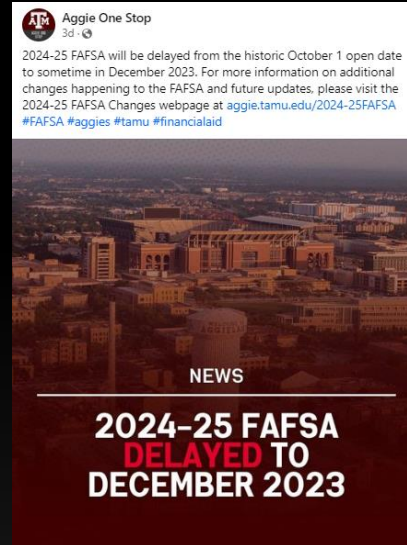 Aggie One Stop
3d
2024-25 FAFSA will be delayed from the historic October 1 open date
to sometime in December 2023. For more information on additional
changes happening to the FAFSA and future updates, please visit the
2024-25 FAFSA Changes webpage at aggie.tamu.edu/2024-25FAFSA
#FAFSA #aggies #tamu #financialaid
NEWS
2024-25 FAFSA
DELAYED TO
DECEMBER 2023